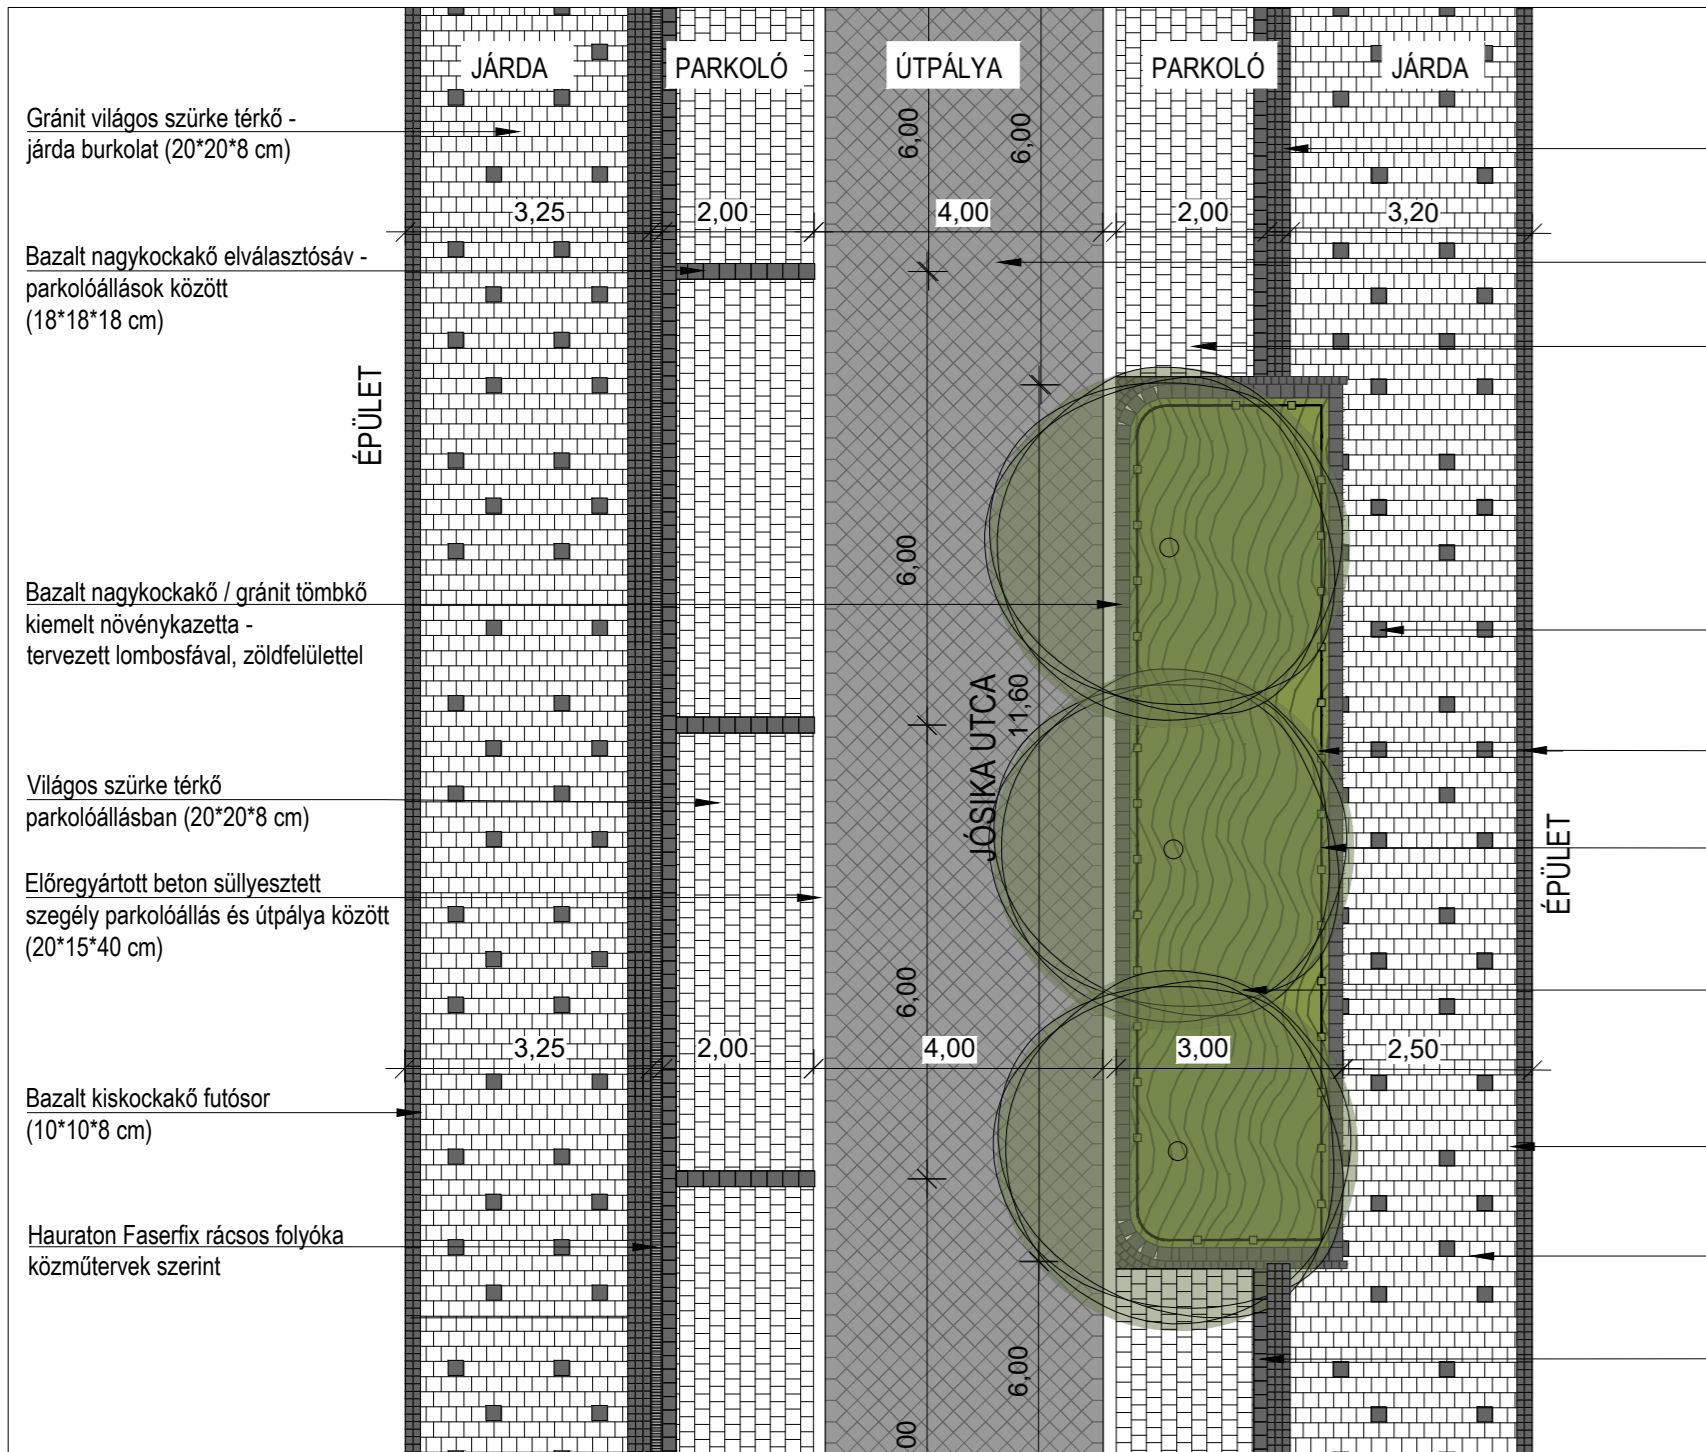 JÁRDA
PARKOLÓ
ÚTPÁLYA
PARKOLÓ
JÁRDA
Gránit világos szürke térkő -
járda burkolat (20*20*8 cm)
6,00
6,00
3,25
2,00
4,00
2,00
3,20
Bazalt nagykockakő elválasztósáv -
parkolóállások között
(18*18*18 cm)
ÉPÜLET
6,00
Bazalt nagykockakő / gránit tömbkő
kiemelt növénykazetta -
tervezett lombosfával, zöldfelülettel
JÓSIKA UTCA
11,60
Világos szürke térkő
parkolóállásban (20*20*8 cm)
ÉPÜLET
Előregyártott beton süllyesztett
szegély parkolóállás és útpálya között
(20*15*40 cm)
6,00
3,25
2,00
4,00
3,00
2,50
Bazalt kiskockakő futósor
(10*10*8 cm)
Hauraton Faserfix rácsos folyóka
közműtervek szerint
6,00
00